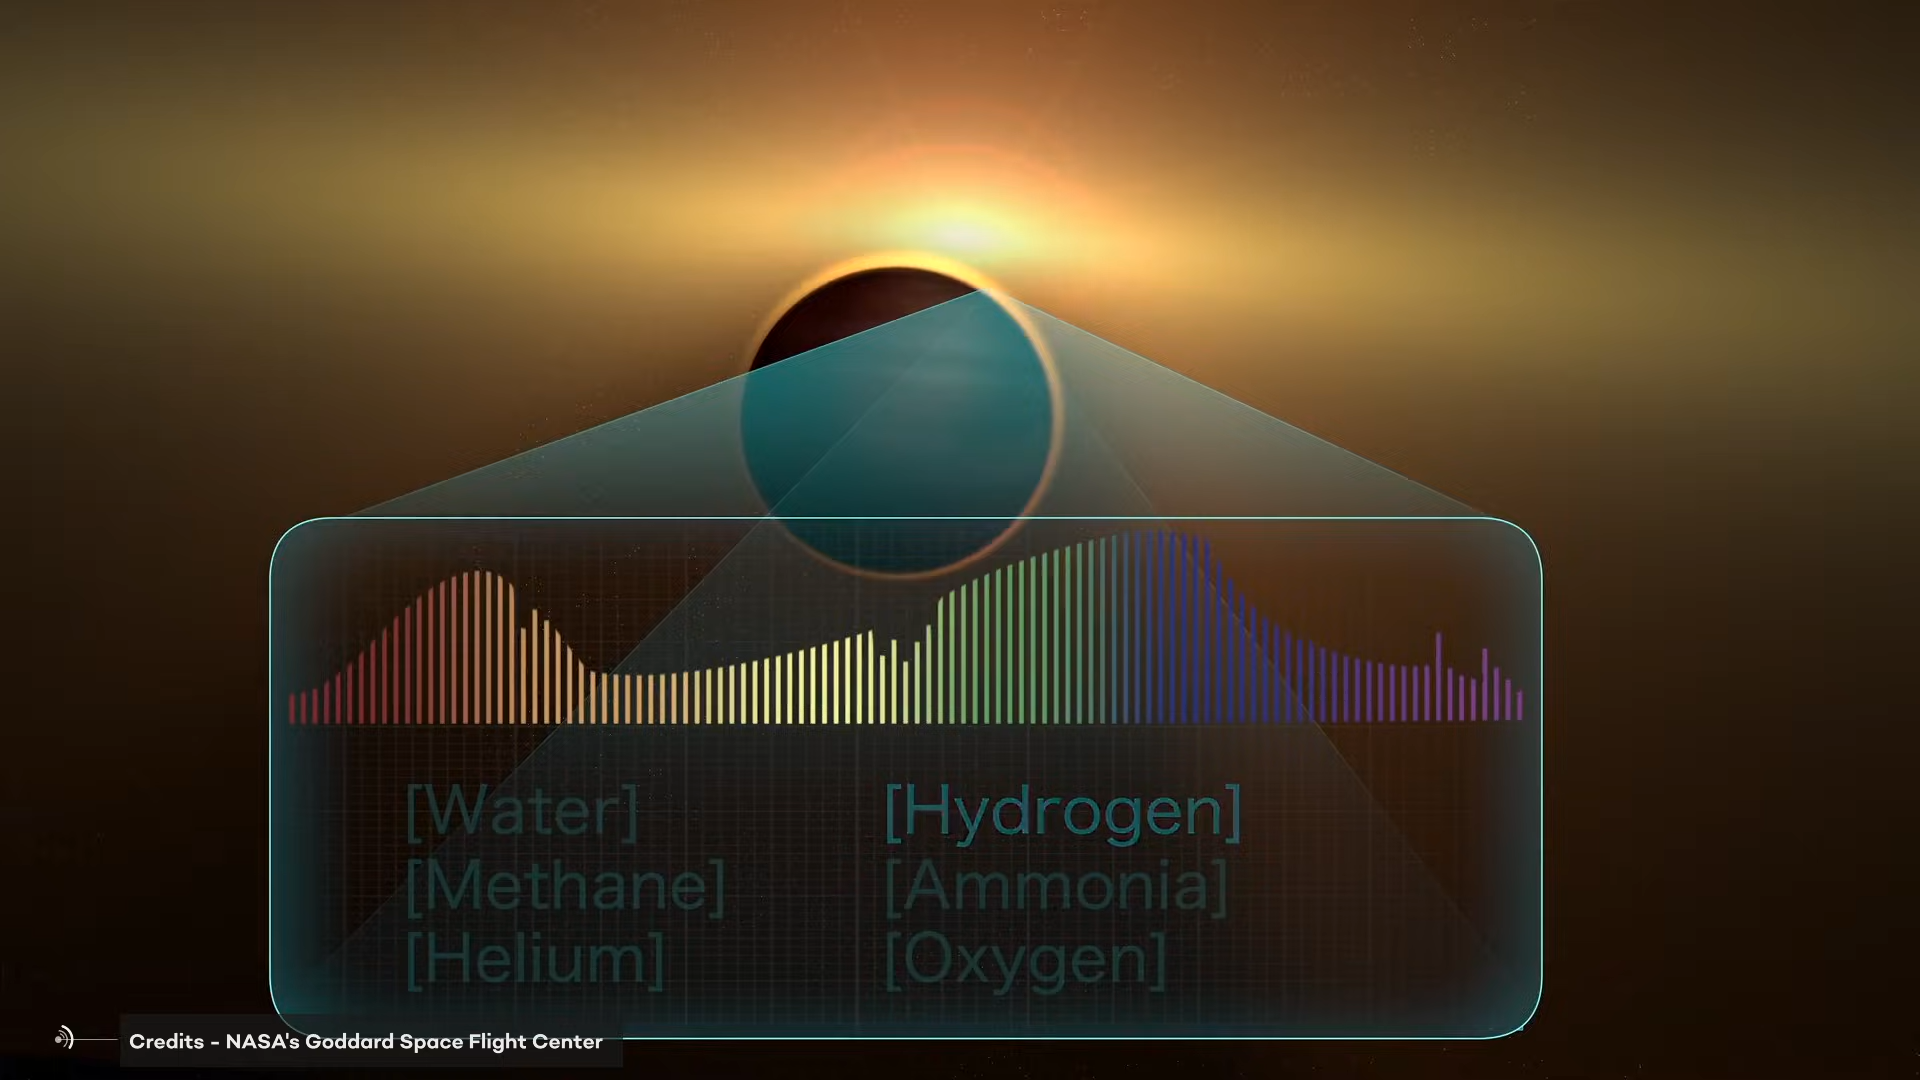 [Water]
[Hydrogen]
[Methane]
[Ammonia]
[Helium]
[Oxygen]
Credits - NASA's Goddard Space Flight Center